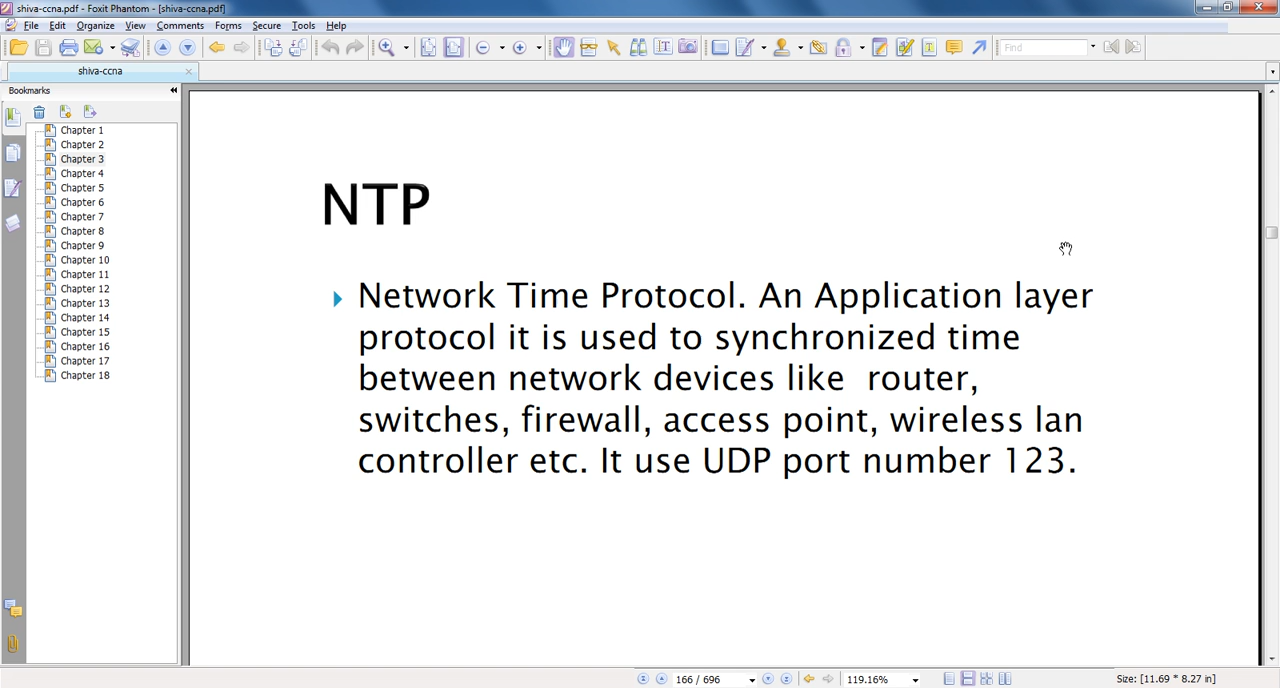 shiva-ccna.pdf - Foxit Phantom - [shiva-ccna.pdf]
File Edit Organize View Comments Forms Secure Tools Help
Find
shiva-ccna
Bookmarks
Chapter 1
Chapter 2
Chapter 3
Chapter 4
Chapter 5
Chapter 6
Chapter 7
Chapter 8
Chapter 9
Chapter 10
Chapter 11
Chapter 12
Chapter 13
Chapter 14
Chapter 15
Chapter 16
Chapter 17
Chapter 18
NTP
Network Time Protocol. An Application layer
protocol it is used to synchronized time
between network devices like router,
switches, firewall, access point, wireless lan
controller etc. It use UDP port number 123.
166 / 696
119.16%
Size: [11.69 * 8.27 in]